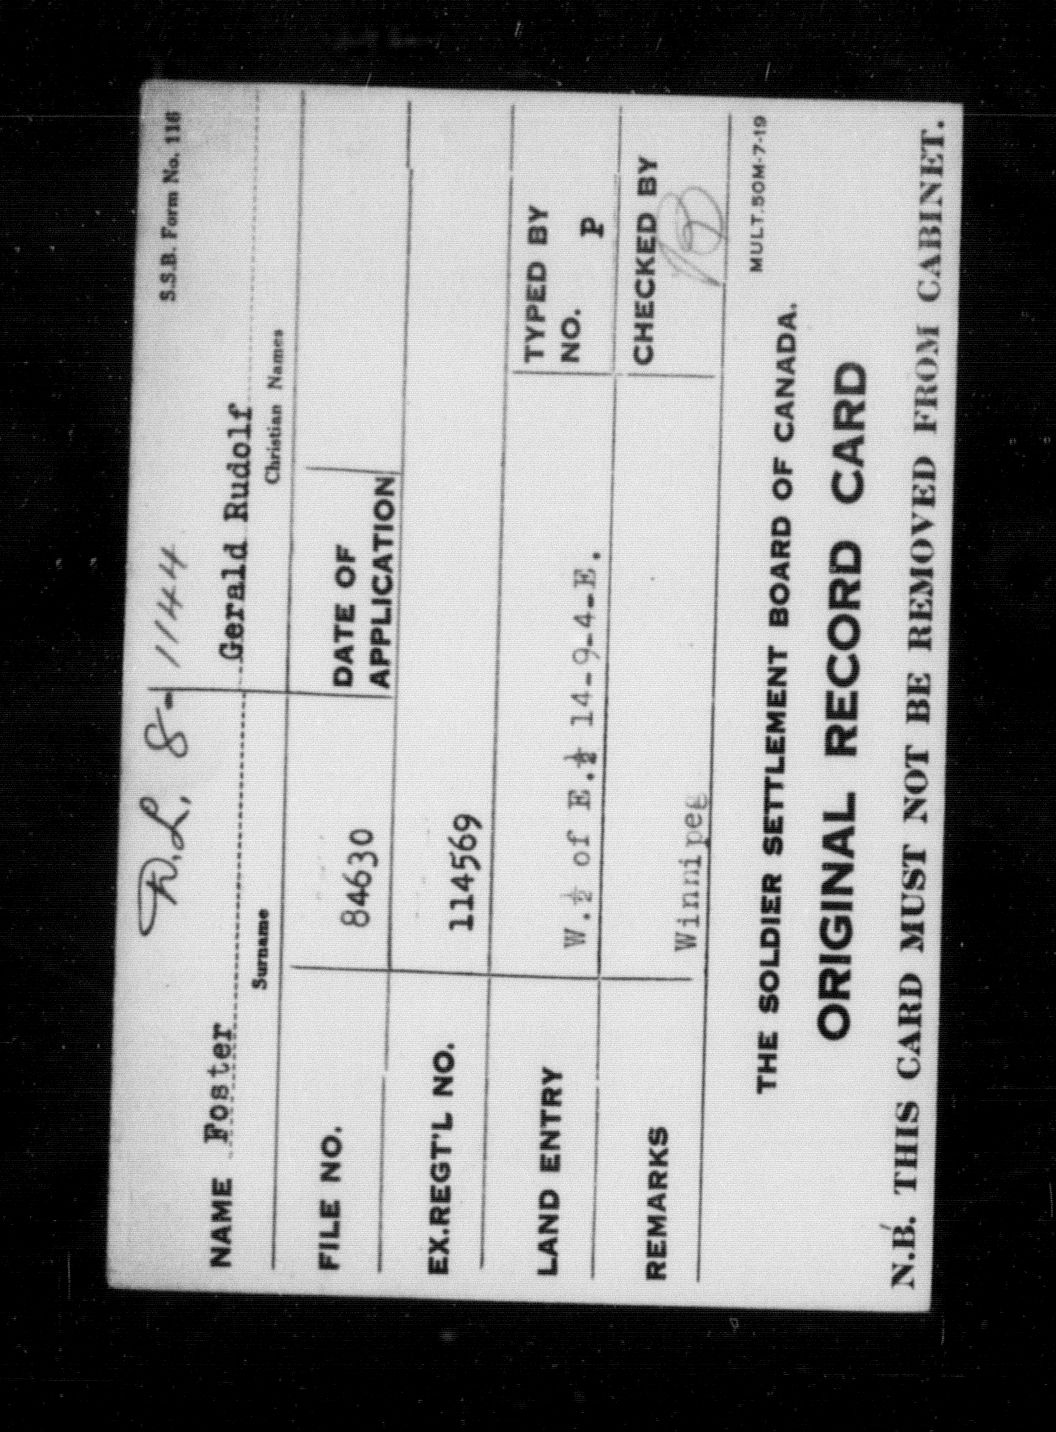 S.S.B. Form No. 116
D.L. 8-1144
NAME Foster Gerald Rudolf
Surname Christian Names
FILE NO. 84630 DATE OF APPLICATION
EX.REGT'L NO. 114569
LAND ENTRY W.½ of E.½ 14-9-4-E. TYPED BY NO. P
REMARKS Winnipeg CHECKED BY
MULT.50M-7-19
THE SOLDIER SETTLEMENT BOARD OF CANADA.
ORIGINAL RECORD CARD
N.B. THIS CARD MUST NOT BE REMOVED FROM CABINET.